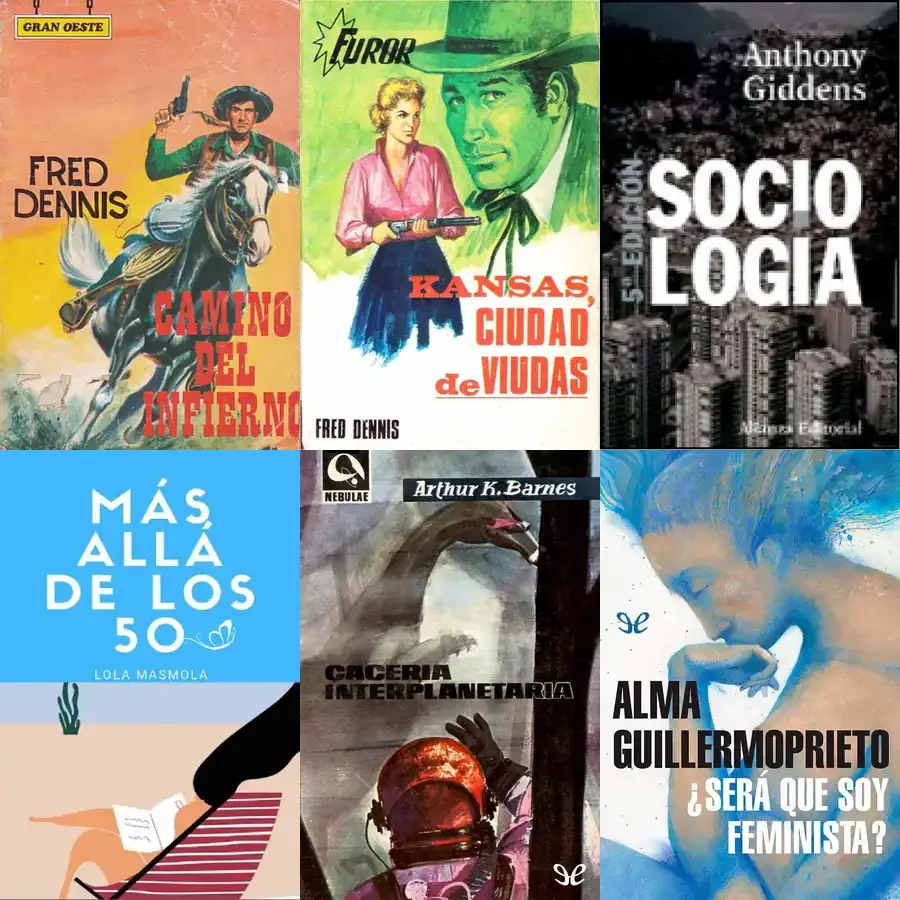 GRAN OESTE
FRED
DENNIS
CAMINO
DEL
INFIERNO
FUROR
KANSAS,
CIUDAD
de VIUDAS
FRED DENNIS
Anthony
Giddens
5ª EDICIÓN
SOCIO
LOGIA
Alianza Editorial
MÁS
ALLÁ
DE LOS
50
LOLA MASMOLA
NEBULAE
Arthur K. Barnes
CACERIA
INTERPLANETARIA
ALMA
GUILLERMOPRIETO
¿SERÁ QUE SOY
FEMINISTA?